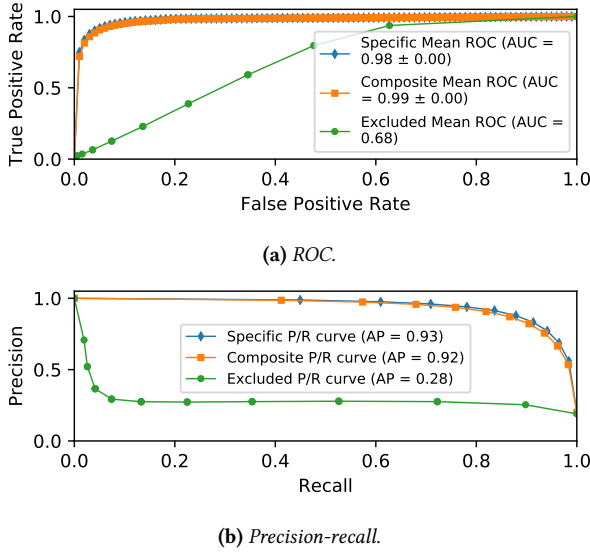 1.0
0.5
0.0
True Positive Rate
Specific Mean ROC (AUC =
0.98 ± 0.00)
Composite Mean ROC (AUC
= 0.99 ± 0.00)
Excluded Mean ROC (AUC =
0.68)
0.0 0.2 0.4 0.6 0.8 1.0
False Positive Rate
(a) ROC.
1.0
0.5
0.0
Precision
Specific P/R curve (AP = 0.93)
Composite P/R curve (AP = 0.92)
Excluded P/R curve (AP = 0.28)
0.0 0.2 0.4 0.6 0.8 1.0
Recall
(b) Precision-recall.